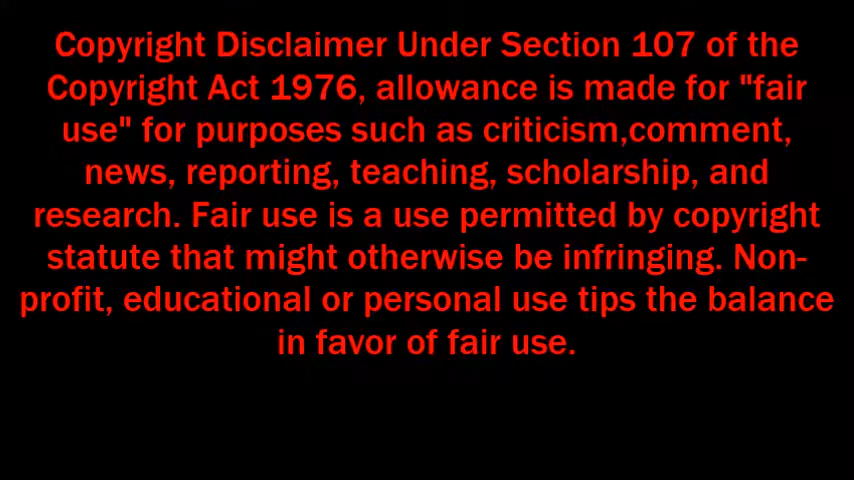 Copyright Disclaimer Under Section 107 of the
Copyright Act 1976, allowance is made for "fair
use" for purposes such as criticism,comment,
news, reporting, teaching, scholarship, and
research. Fair use is a use permitted by copyright
statute that might otherwise be infringing. Non-
profit, educational or personal use tips the balance
in favor of fair use.